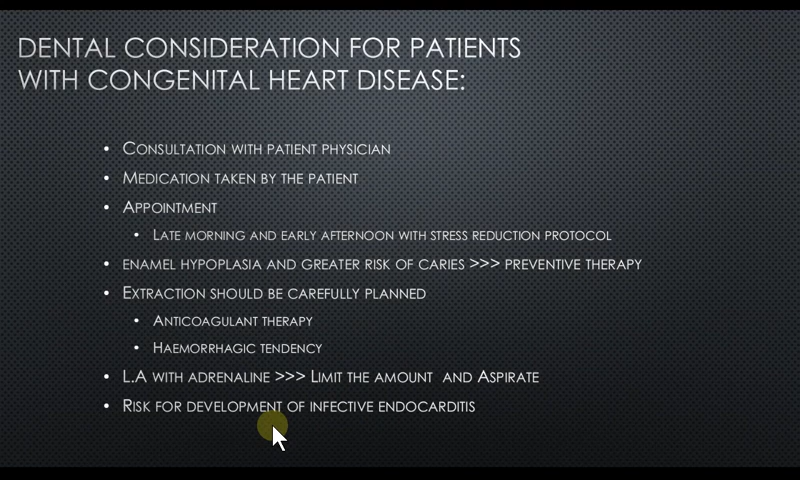 DENTAL CONSIDERATION FOR PATIENTS
WITH CONGENITAL HEART DISEASE:
• CONSULTATION WITH PATIENT PHYSICIAN
• MEDICATION TAKEN BY THE PATIENT
• APPOINTMENT
• LATE MORNING AND EARLY AFTERNOON WITH STRESS REDUCTION PROTOCOL
• ENAMEL HYPOPLASIA AND GREATER RISK OF CARIES >>> PREVENTIVE THERAPY
• EXTRACTION SHOULD BE CAREFULLY PLANNED
• ANTICOAGULANT THERAPY
• HAEMORRHAGIC TENDENCY
• L.A WITH ADRENALINE >>> LIMIT THE AMOUNT AND ASPIRATE
• RISK FOR DEVELOPMENT OF INFECTIVE ENDOCARDITIS